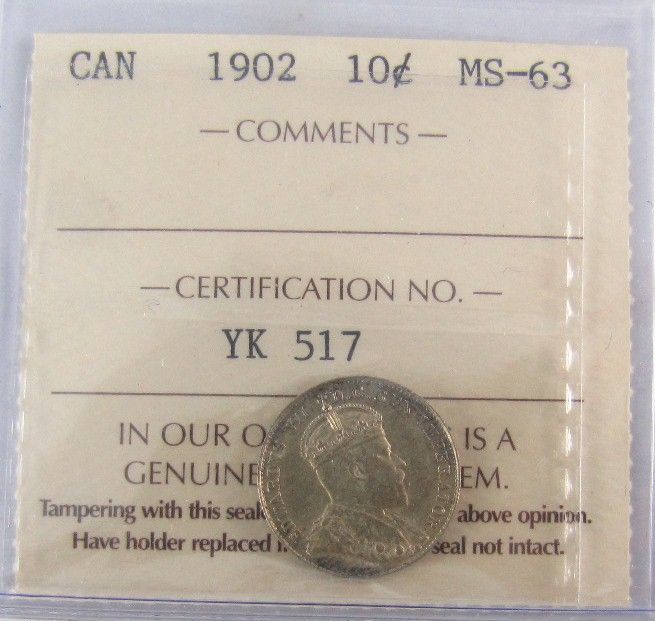 CAN 1902 10¢ MS-63
— COMMENTS —
— CERTIFICATION NO. —
YK 517
IN OUR O IS A
GENUINE EM.
Tampering with this seal above opinion.
Have holder replaced seal not intact.